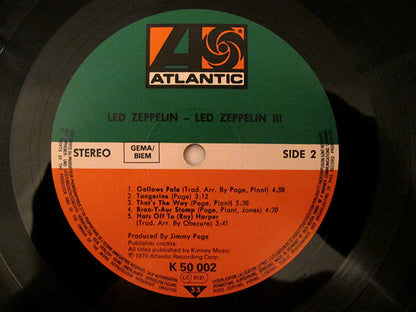 ATLANTIC
LED ZEPPELIN – LED ZEPPELIN III
STEREO
GEMA/
BIEM
SIDE 2
1. Gallows Pole (Trad. Arr. By Page, Plant) 4:58
2. Tangerine (Page) 3:12
3. That's The Way (Page, Plant) 5:38
4. Bron-Y-Aur Stomp (Page, Plant, Jones) 4:20
5. Hats Off To (Roy) Harper
(Trad. Arr. By Obscure) 3:41
Produced By Jimmy Page
Publisher credits:
All titles published by Kinney Music
℗ 1970 Atlantic Recording Corp.
K 50 002
LC 0121
33